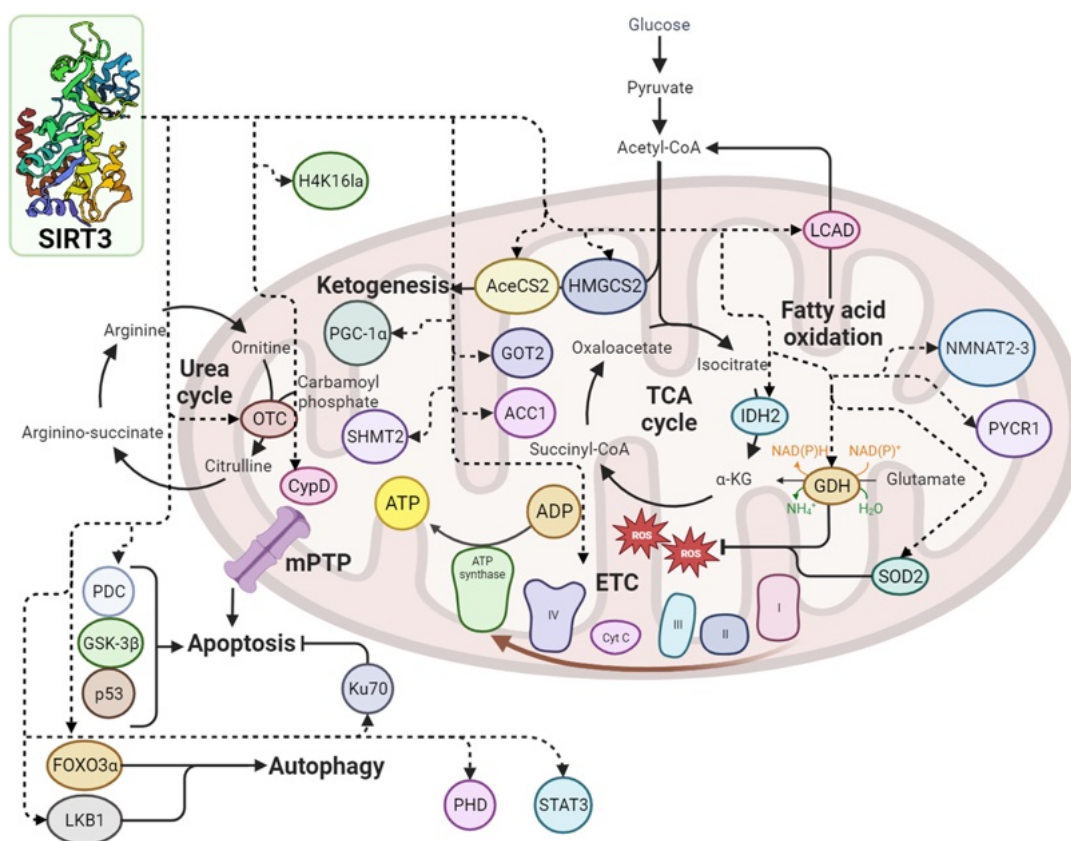 Glucose
Pyruvate
Acetyl-CoA
H4K16la
SIRT3
LCAD
Ketogenesis
AceCS2
HMGCS2
Fatty acid
oxidation
PGC-1α
Arginine
Ornitine
GOT2
Oxaloacetate
Isocitrate
NMNAT2-3
Urea
cycle
Carbamoyl
phosphate
OTC
ACC1
TCA
cycle
IDH2
PYCR1
Arginino-succinate
SHMT2
Succinyl-CoA
Citrulline
CypD
α-KG
NAD(P)H
NAD(P)⁺
GDH
Glutamate
NH₄⁺
H₂O
ATP
ADP
ROS
ROS
mPTP
ATP
synthase
ETC
SOD2
PDC
IV
Cyt C
III
II
I
GSK-3β
Apoptosis
p53
Ku70
FOXO3α
Autophagy
LKB1
PHD
STAT3